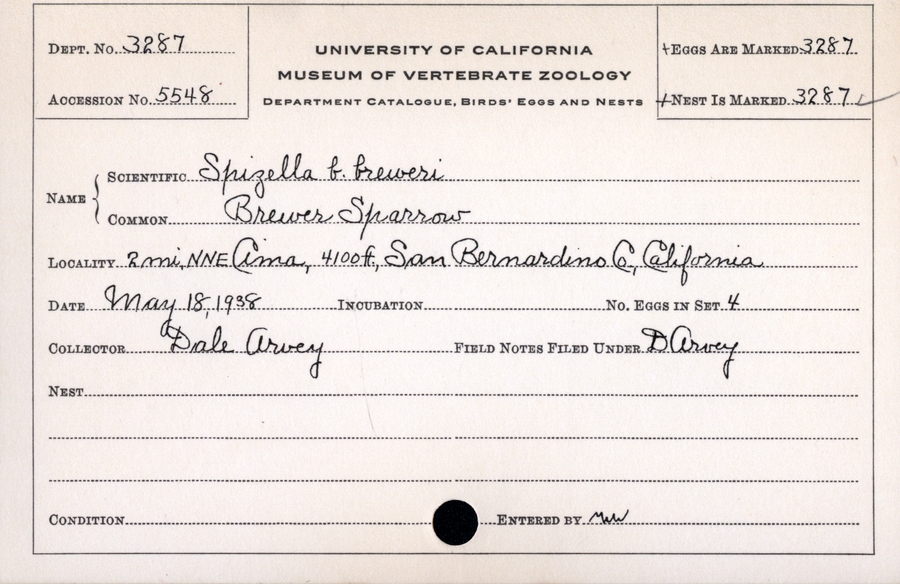 Dept. No. 3287
Accession No. 5548
UNIVERSITY OF CALIFORNIA
MUSEUM OF VERTEBRATE ZOOLOGY
Department Catalogue, Birds' Eggs and Nests
+Eggs Are Marked 3287
+Nest Is Marked 3287
Name { Scientific Spizella b. breweri
Common Brewer Sparrow
Locality 2 mi, NNE Cima, 4100 ft, San Bernardino Co, California
Date May 18, 1938 Incubation No. Eggs in Set 4
Collector Dale Arvey Field Notes Filed Under D Arvey
Nest
Condition Entered by